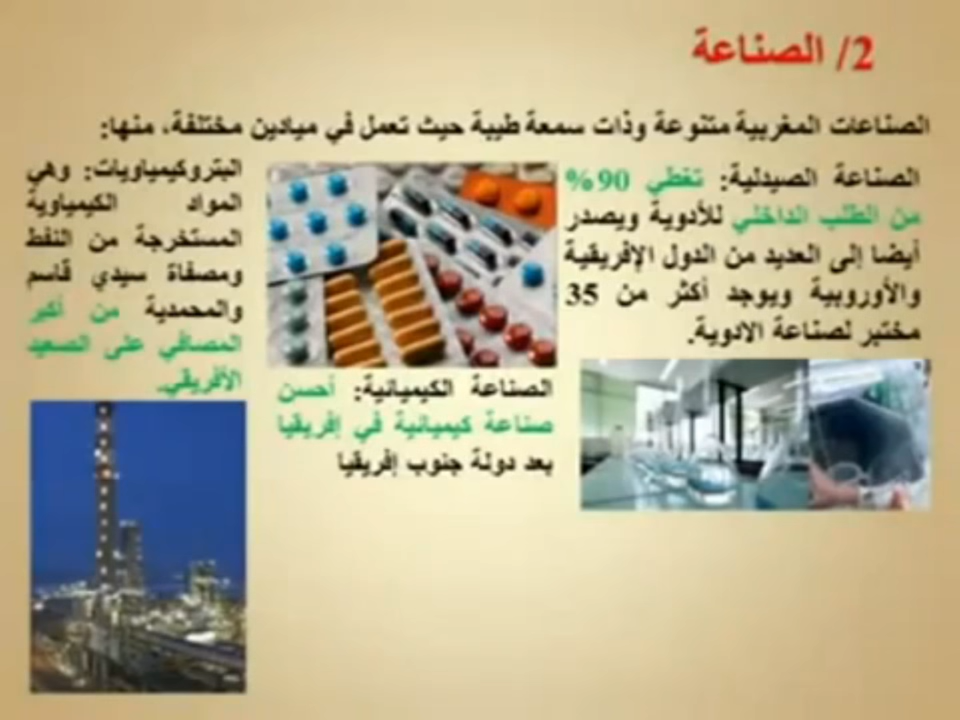 2/ الصناعة
الصناعات المغربية متنوعة وذات سمعة طيبة حيث تعمل في ميادين مختلفة، منها:
الصناعة الصيدلية: تغطي 90%
من الطلب الداخلي للأدوية ويصدر
أيضا إلى العديد من الدول الإفريقية
والأوروبية ويوجد أكثر من 35
مختبر لصناعة الادوية.
الصناعة الكيميائية: أحسن
صناعة كيميائية في إفريقيا
بعد دولة جنوب إفريقيا
البتروكيمياويات: وهي
المواد الكيمياوية
المستخرجة من النفط
ومصفاة سيدي قاسم
والمحمدية من أكبر
المصافي على الصعيد
الأفريقي.